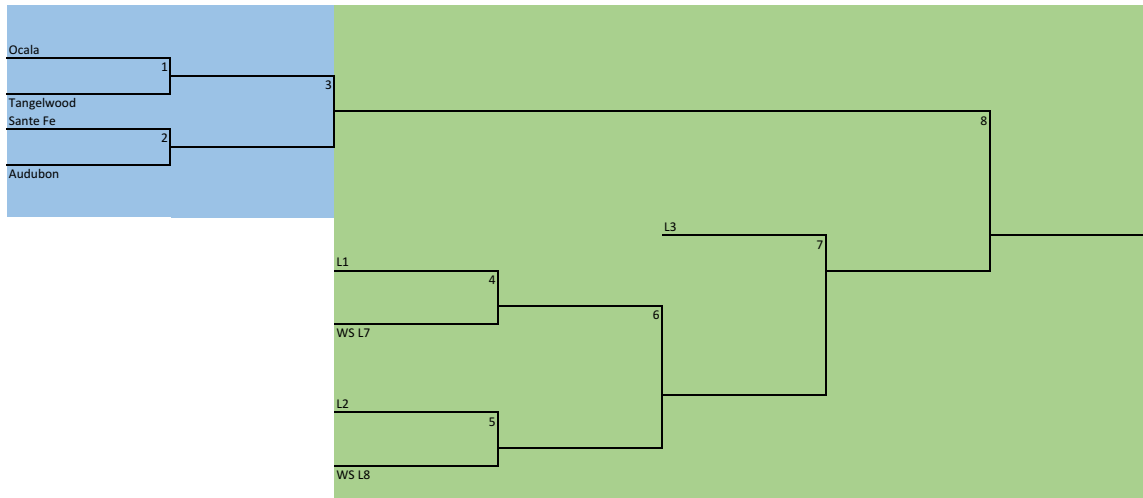 Ocala
1
3
Tangelwood
Sante Fe
8
2
Audubon
L3
7
L1
4
6
WS L7
L2
5
WS L8